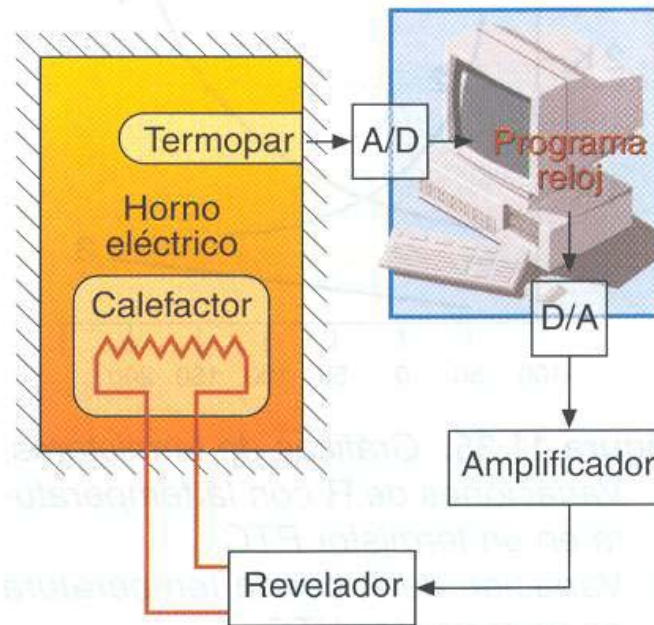 Termopar
A/D
Programa
reloj
Horno
eléctrico
Calefactor
D/A
Amplificador
Revelador